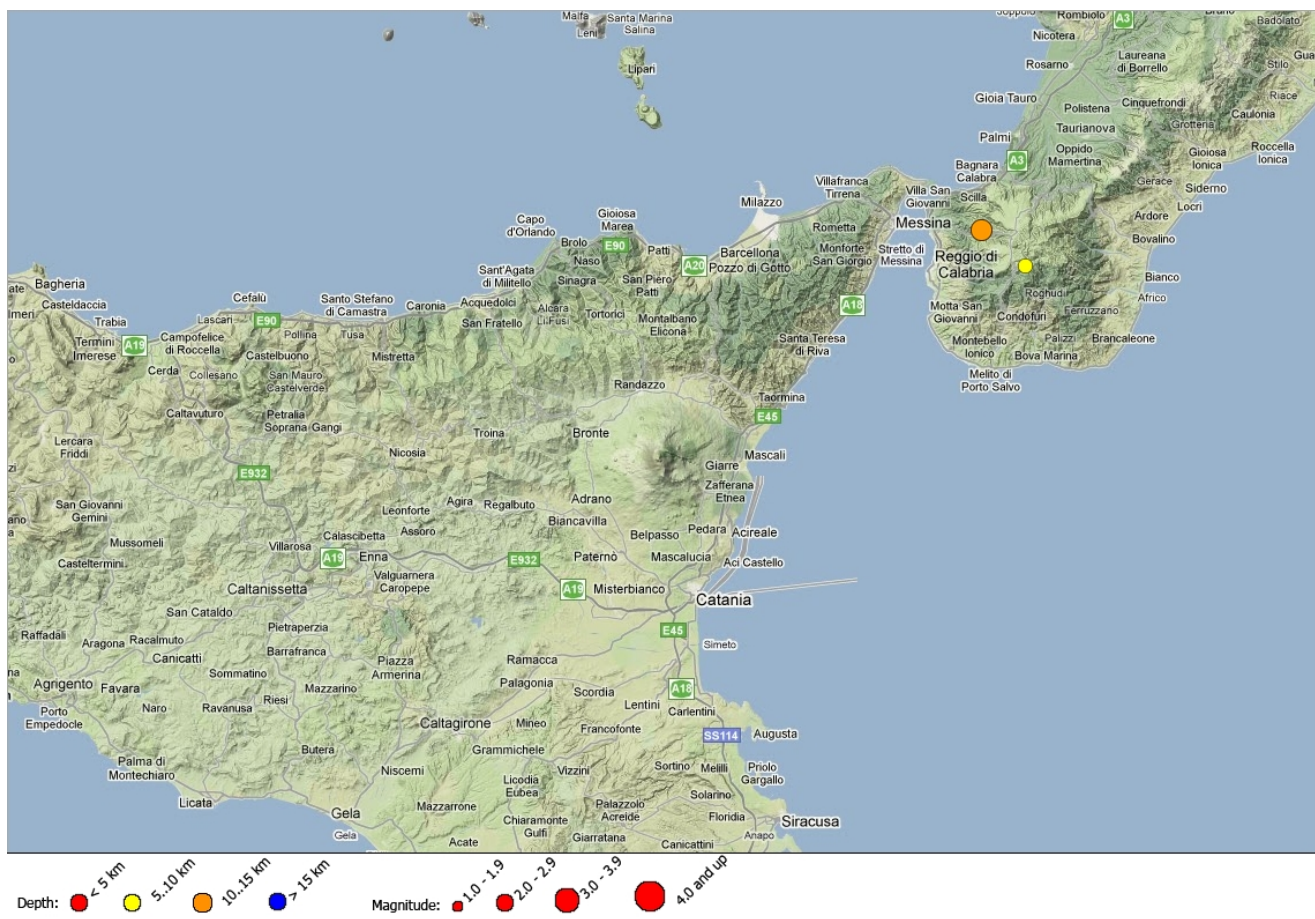 Malfa
Leni
Santa Marina
Salina
Lipari
Joppolo
Rombiolo
A3
Nicotera
Badolato
Rosarno
Laureana
di Borrello
Stilo
Gioia Tauro
Polistena
Cinquefrondi
Riace
Taurianova
Grotteria
Caulonia
Palmi
Oppido
Mamertina
Gioiosa
Ionica
Roccella
Ionica
A3
Bagnara
Calabra
Gerace
Siderno
Villafranca
Tirrena
Villa San
Giovanni
Scilla
Locri
Milazzo
Ardore
Capo
d'Orlando
Gioiosa
Marea
Rometta
Messina
Bovalino
Brolo
E90
Patti
Barcellona
Pozzo di Gotto
Monforte
San Giorgio
Stretto di
Messina
Reggio di
Calabria
Naso
A20
Bianco
Bagheria
Sant'Agata
di Militello
Sinagra
San Piero
Patti
Roghudi
Africo
Casteldaccia
Cefalù
Santo Stefano
di Camastra
Caronia
Acquedolci
Alcara
Li Fusi
Tortorici
Montalbano
Elicona
A18
Motta San
Giovanni
Condofuri
Ferruzzano
Trabia
Lascari
E90
San Fratello
Termini
Imerese
A19
Campofelice
di Roccella
Pollina
Tusa
Santa Teresa
di Riva
Montebello
Ionico
Palizzi
Brancaleone
Castelbuono
Mistretta
Bova Marina
Cerda
Collesano
San Mauro
Castelverde
Randazzo
Melito di
Porto Salvo
Caltavuturo
Petralia
Soprana
Gangi
Taormina
E45
Lercara
Friddi
Nicosia
Troina
Bronte
Mascali
E932
Giarre
San Giovanni
Gemini
Leonforte
Agira
Regalbuto
Adrano
Zafferana
Etnea
Mussomeli
Calascibetta
Assoro
Biancavilla
Belpasso
Pedara
Acireale
Casteltermini
Villarosa
A19
Enna
E932
Paternò
Mascalucia
Aci Castello
Caltanissetta
Valguarnera
Caropepe
A19
Misterbianco
Catania
San Cataldo
Pietraperzia
E45
Simeto
Raffadali
Aragona
Racalmuto
Canicatti
Barrafranca
Piazza
Armerina
Ramacca
Sommatino
Mazzarino
Palagonia
Scordia
A18
Agrigento
Favara
Naro
Ravanusa
Riesi
Lentini
Carlentini
Porto
Empedocle
Caltagirone
Mineo
Francofonte
SS114
Augusta
Butera
Grammichele
Palma di
Montechiaro
Niscemi
Vizzini
Sortino
Melilli
Priolo
Gargallo
Licata
Licodia
Eubea
Solarino
Gela
Mazzarrone
Palazzolo
Acreide
Floridia
Siracusa
Gela
Chiaramonte
Gulfi
Giarratana
Anapo
Acate
Canicattini
Depth:
< 5 km
5..10 km
10..15 km
> 15 km
Magnitude:
1.0 - 1.9
2.0 - 2.9
3.0 - 3.9
4.0 and up